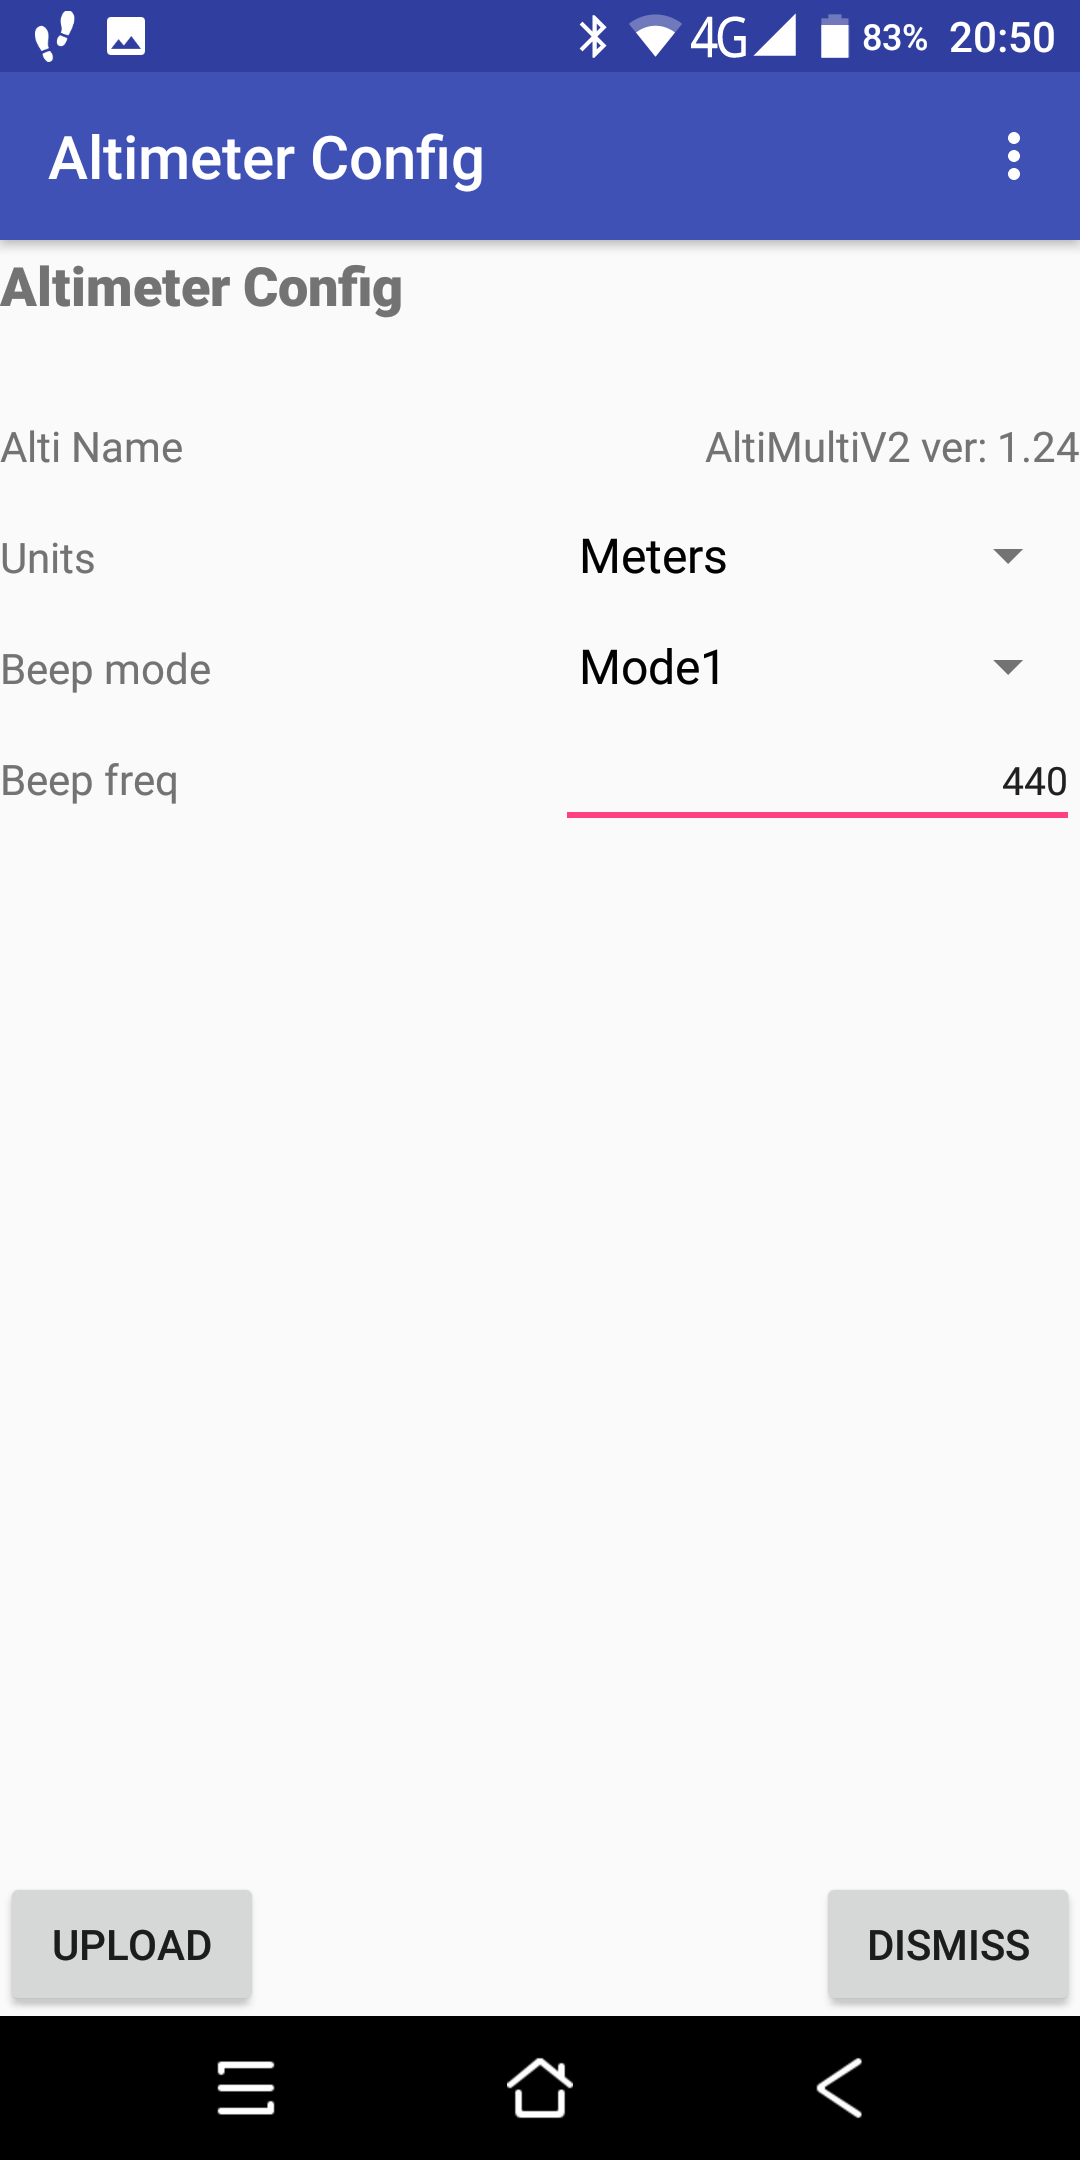 4G 83% 20:50
Altimeter Config
Altimeter Config
Alti Name AltiMultiV2 ver: 1.24
Units Meters
Beep mode Mode1
Beep freq 440
UPLOAD DISMISS